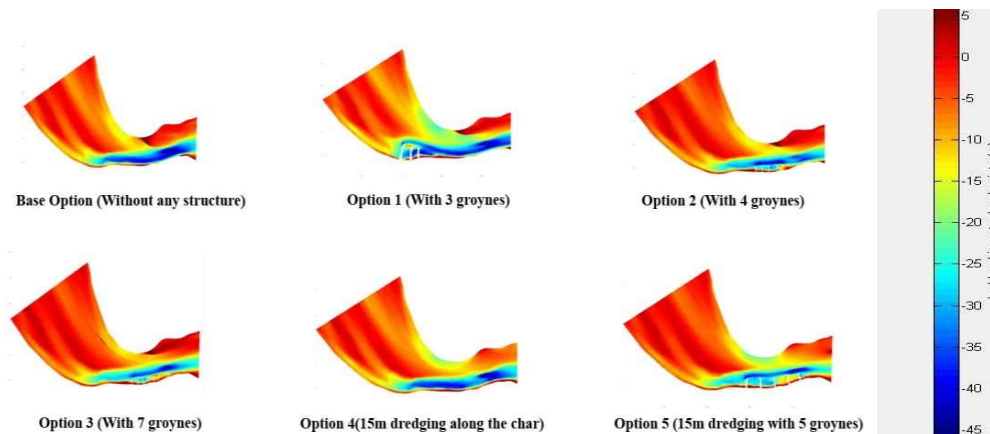 Base Option (Without any structure)
Option 1 (With 3 groynes)
Option 2 (With 4 groynes)
Option 3 (With 7 groynes)
Option 4(15m dredging along the char)
Option 5 (15m dredging with 5 groynes)
5
0
-5
-10
-15
-20
-25
-30
-35
-40
-45